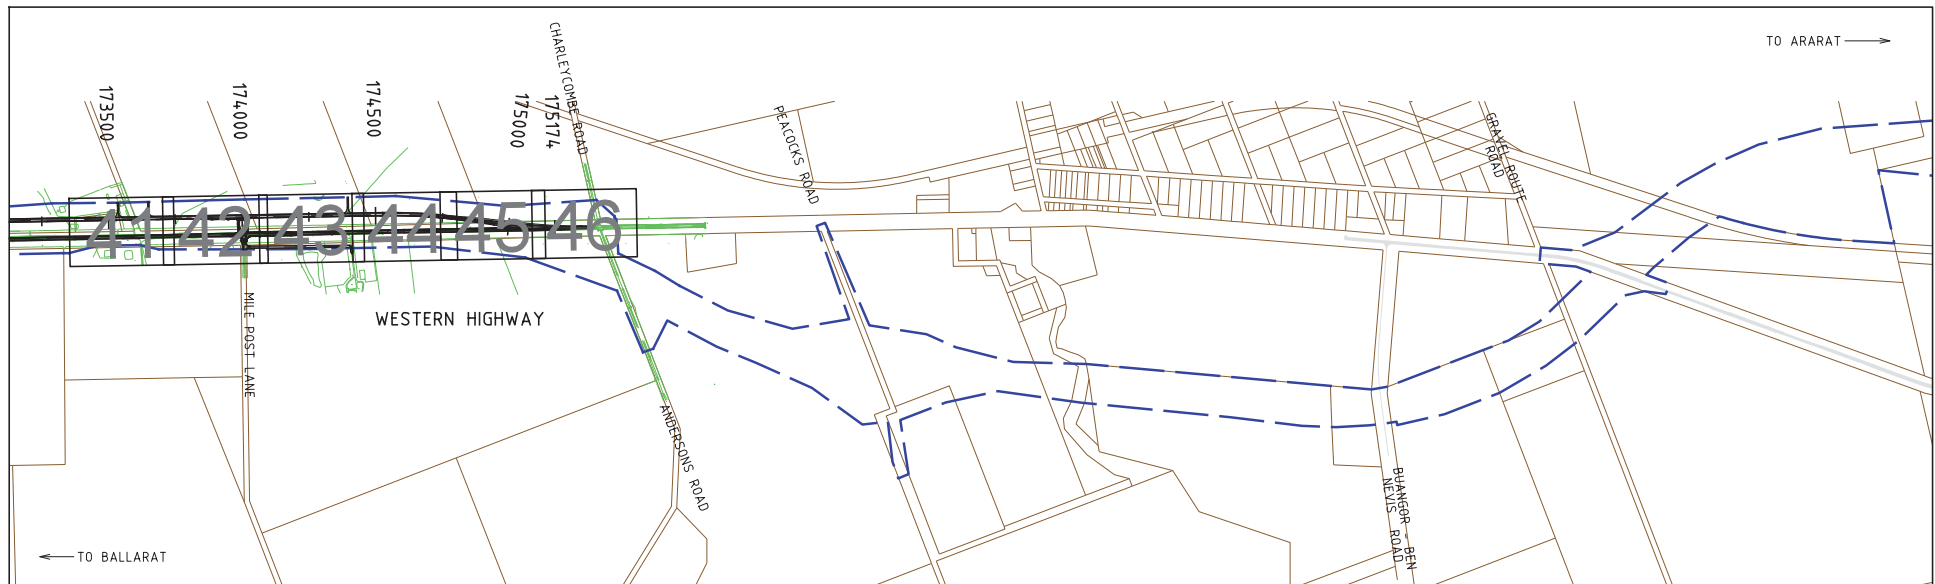 TO ARARAT
CHARLEYCOMBE ROAD
173500
174000
174500
175000
175174
PEACOCKS ROAD
GRAVEL ROUTE
ROAD
41
42
43
44
45
46
WESTERN HIGHWAY
MILE POST LANE
ANDERSONS ROAD
BUANGOR - BEN
NEVIS ROAD
TO BALLARAT